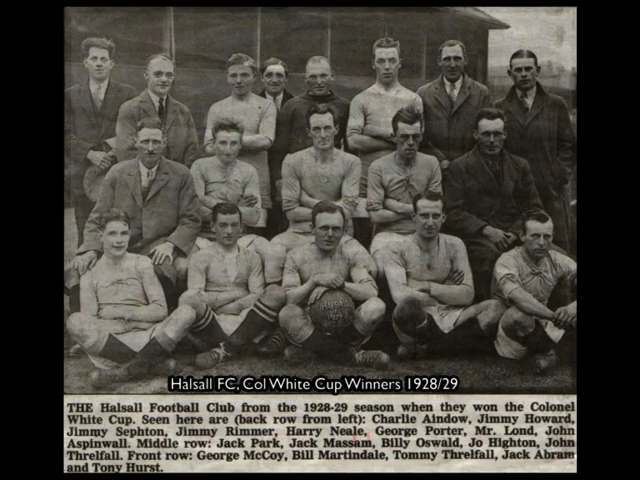 Halsall FC, Col White Cup Winners 1928/29
THE Halsall Football Club from the 1928-29 season when they won the Colonel
White Cup. Seen here are (back row from left): Charlie Aindow, Jimmy Howard,
Jimmy Sephton, Jimmy Rimmer, Harry Neale, George Porter, Mr. Lond, John
Aspinwall. Middle row: Jack Park, Jack Massam, Billy Oswald, Jo Highton, John
Threlfall. Front row: George McCoy, Bill Martindale, Tommy Threlfall, Jack Abram
and Tony Hurst.